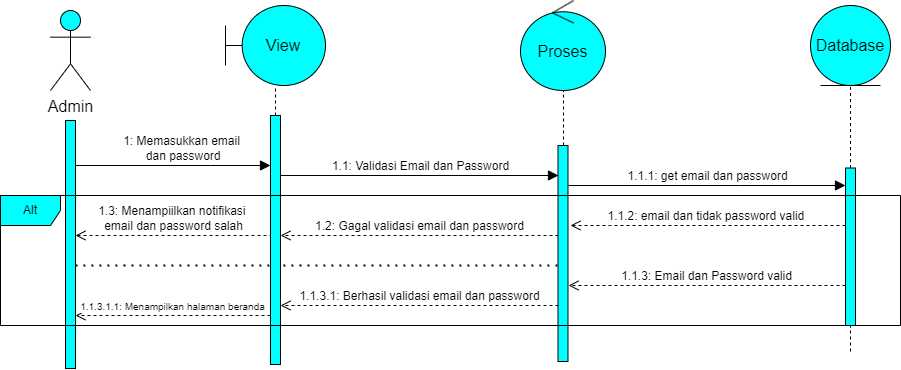 View
Proses
Database
Admin
1: Memasukkan email
dan password
1.1: Validasi Email dan Password
1.1.1: get email dan password
Alt
1.3: Menampiilkan notifikasi
email dan password salah
1.2: Gagal validasi email dan password
1.1.2: email dan tidak password valid
1.1.3: Email dan Password valid
1.1.3.1: Berhasil validasi email dan password
1.1.3.1.1: Menampilkan halaman beranda